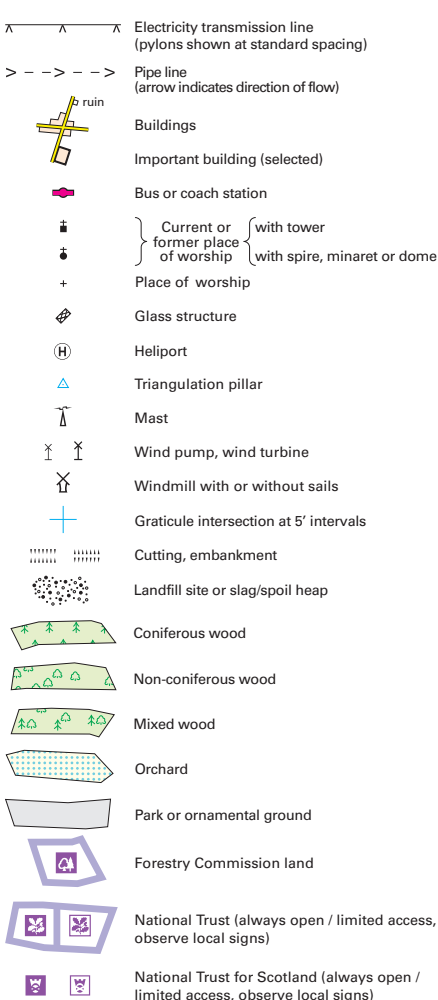 Electricity transmission line
(pylons shown at standard spacing)
Pipe line
(arrow indicates direction of flow)
ruin
Buildings
Important building (selected)
Bus or coach station
Current or former place of worship
with tower
with spire, minaret or dome
Place of worship
Glass structure
H
Heliport
Triangulation pillar
Mast
Wind pump, wind turbine
Windmill with or without sails
Graticule intersection at 5’ intervals
Cutting, embankment
Landfill site or slag/spoil heap
Coniferous wood
Non-coniferous wood
Mixed wood
Orchard
Park or ornamental ground
Forestry Commission land
National Trust (always open / limited access,
observe local signs)
National Trust for Scotland (always open /
limited access, observe local signs)